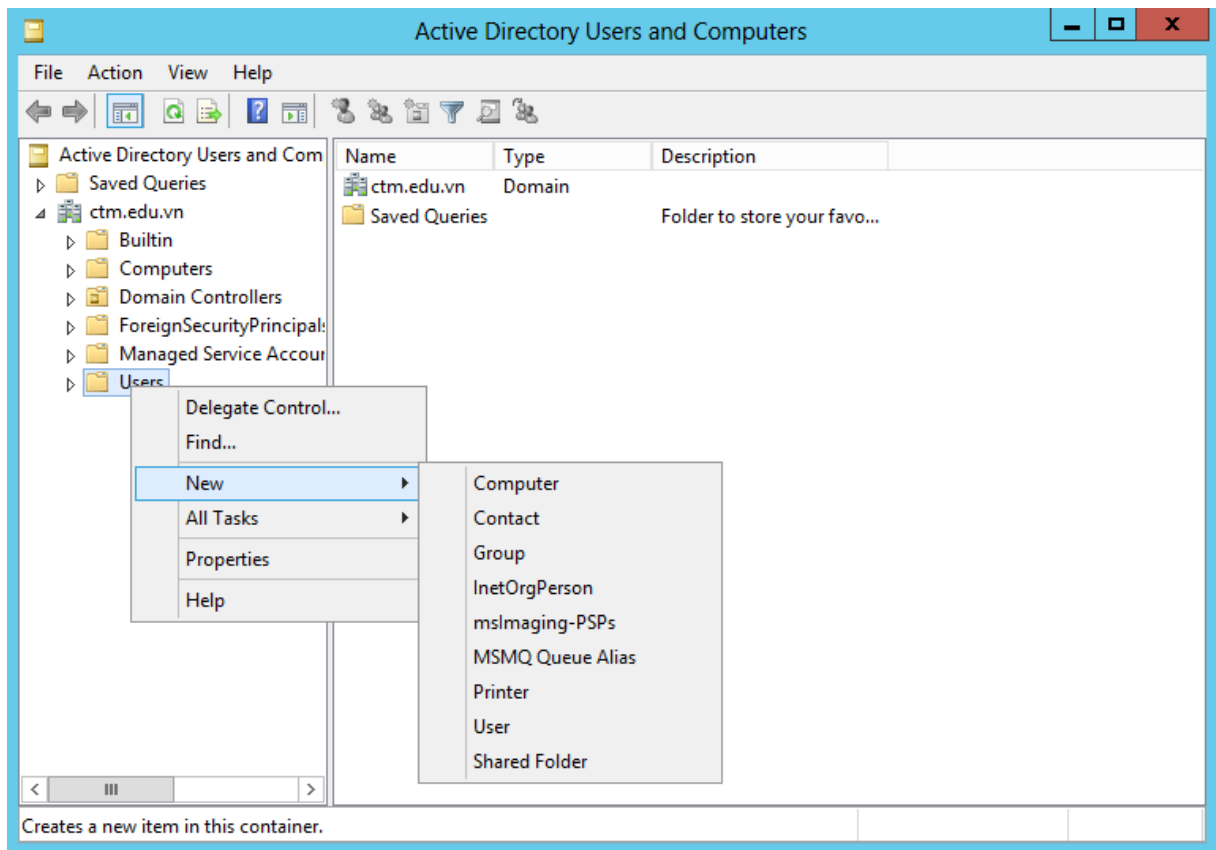 Active Directory Users and Computers
File Action View Help
Active Directory Users and Com
Saved Queries
ctm.edu.vn
Builtin
Computers
Domain Controllers
ForeignSecurityPrincipal
Managed Service Accour
Users
Name Type Description
ctm.edu.vn Domain
Saved Queries Folder to store your favo...
Delegate Control...
Find...
New
All Tasks
Properties
Help
Computer
Contact
Group
InetOrgPerson
msImaging-PSPs
MSMQ Queue Alias
Printer
User
Shared Folder
Creates a new item in this container.